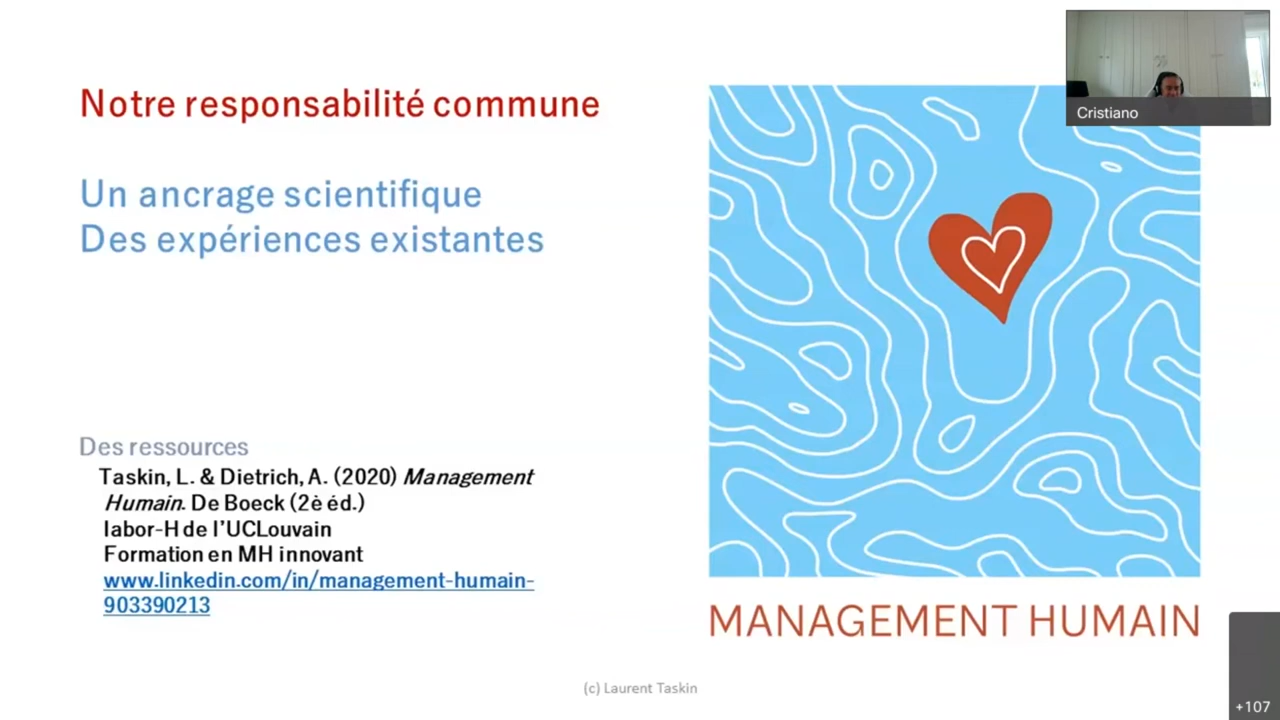 Notre responsabilité commune
Un ancrage scientifique
Des expériences existantes
Des ressources
Taskin, L. & Dietrich, A. (2020) Management
Humain. De Boeck (2è éd.)
labor-H de l'UCLouvain
Formation en MH innovant
www.linkedin.com/in/management-humain-
903390213
Cristiano
MANAGEMENT HUMAIN
(c) Laurent Taskin
+107